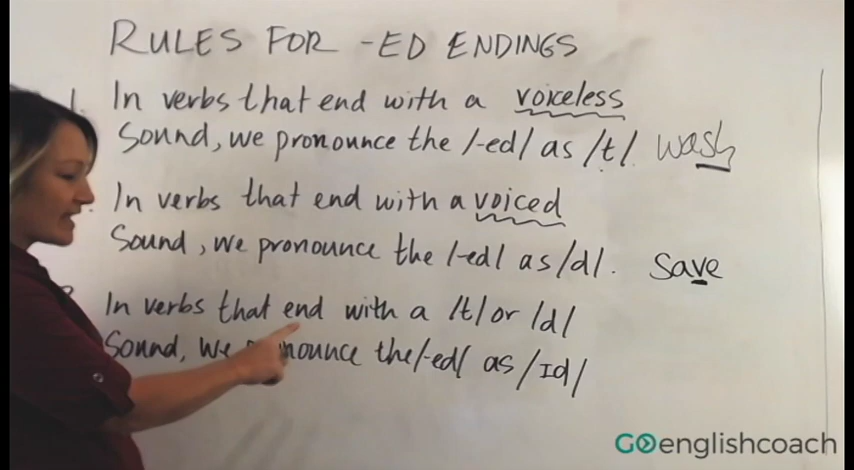 RULES FOR -ED ENDINGS
1. In verbs that end with a voiceless
Sound, we pronounce the /-ed/ as /t/. wash
In verbs that end with a voiced
Sound, we pronounce the /-ed/ as /d/. Save
In verbs that end with a /t/ or /d/
Sound, we pronounce the /-ed/ as /Id/
GOenglishcoach